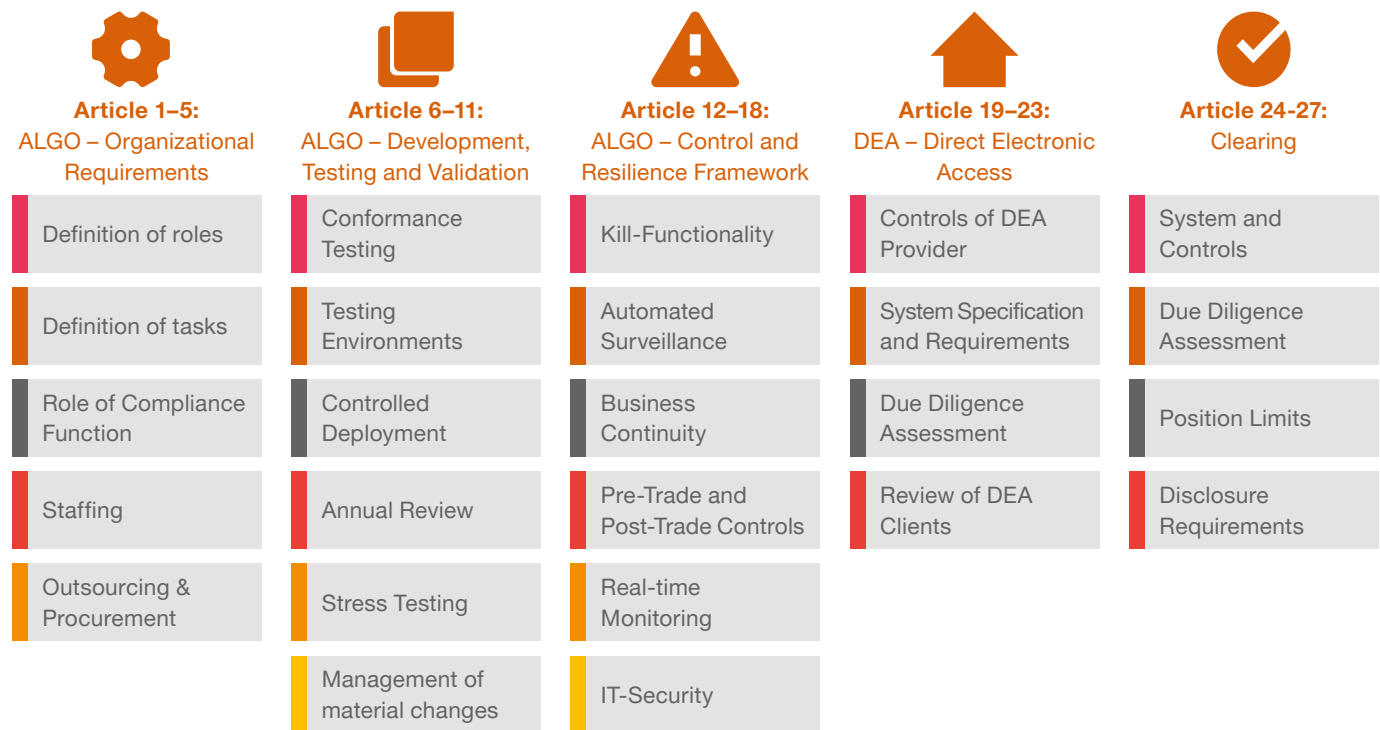 Article 1–5:
ALGO – Organizational
Requirements
Definition of roles
Definition of tasks
Role of Compliance
Function
Staffing
Outsourcing &
Procurement
Article 6–11:
ALGO – Development,
Testing and Validation
Conformance
Testing
Testing
Environments
Controlled
Deployment
Annual Review
Stress Testing
Management of
material changes
Article 12–18:
ALGO – Control and
Resilience Framework
Kill-Functionality
Automated
Surveillance
Business
Continuity
Pre-Trade and
Post-Trade Controls
Real-time
Monitoring
IT-Security
Article 19–23:
DEA – Direct Electronic
Access
Controls of DEA
Provider
System Specification
and Requirements
Due Diligence
Assessment
Review of DEA
Clients
Article 24-27:
Clearing
System and
Controls
Due Diligence
Assessment
Position Limits
Disclosure
Requirements